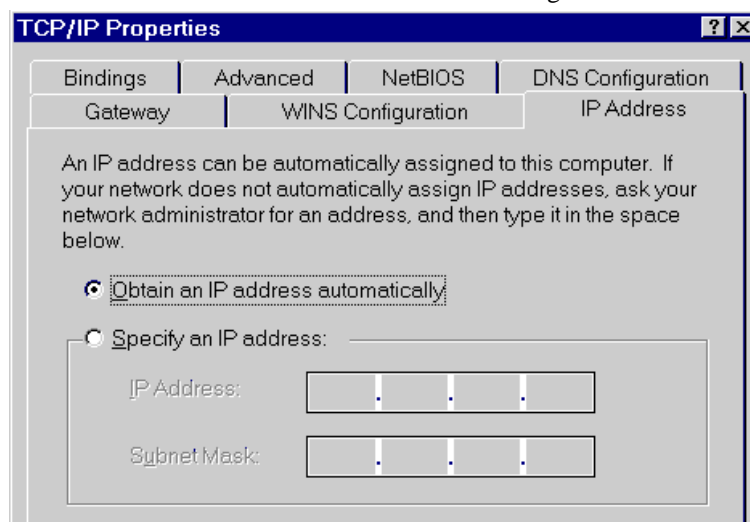 TCP/IP Properties
Bindings Advanced NetBIOS DNS Configuration
Gateway WINS Configuration IP Address
An IP address can be automatically assigned to this computer. If
your network does not automatically assign IP addresses, ask your
network administrator for an address, and then type it in the space
below.
Obtain an IP address automatically
Specify an IP address:
IP Address:
Subnet Mask: